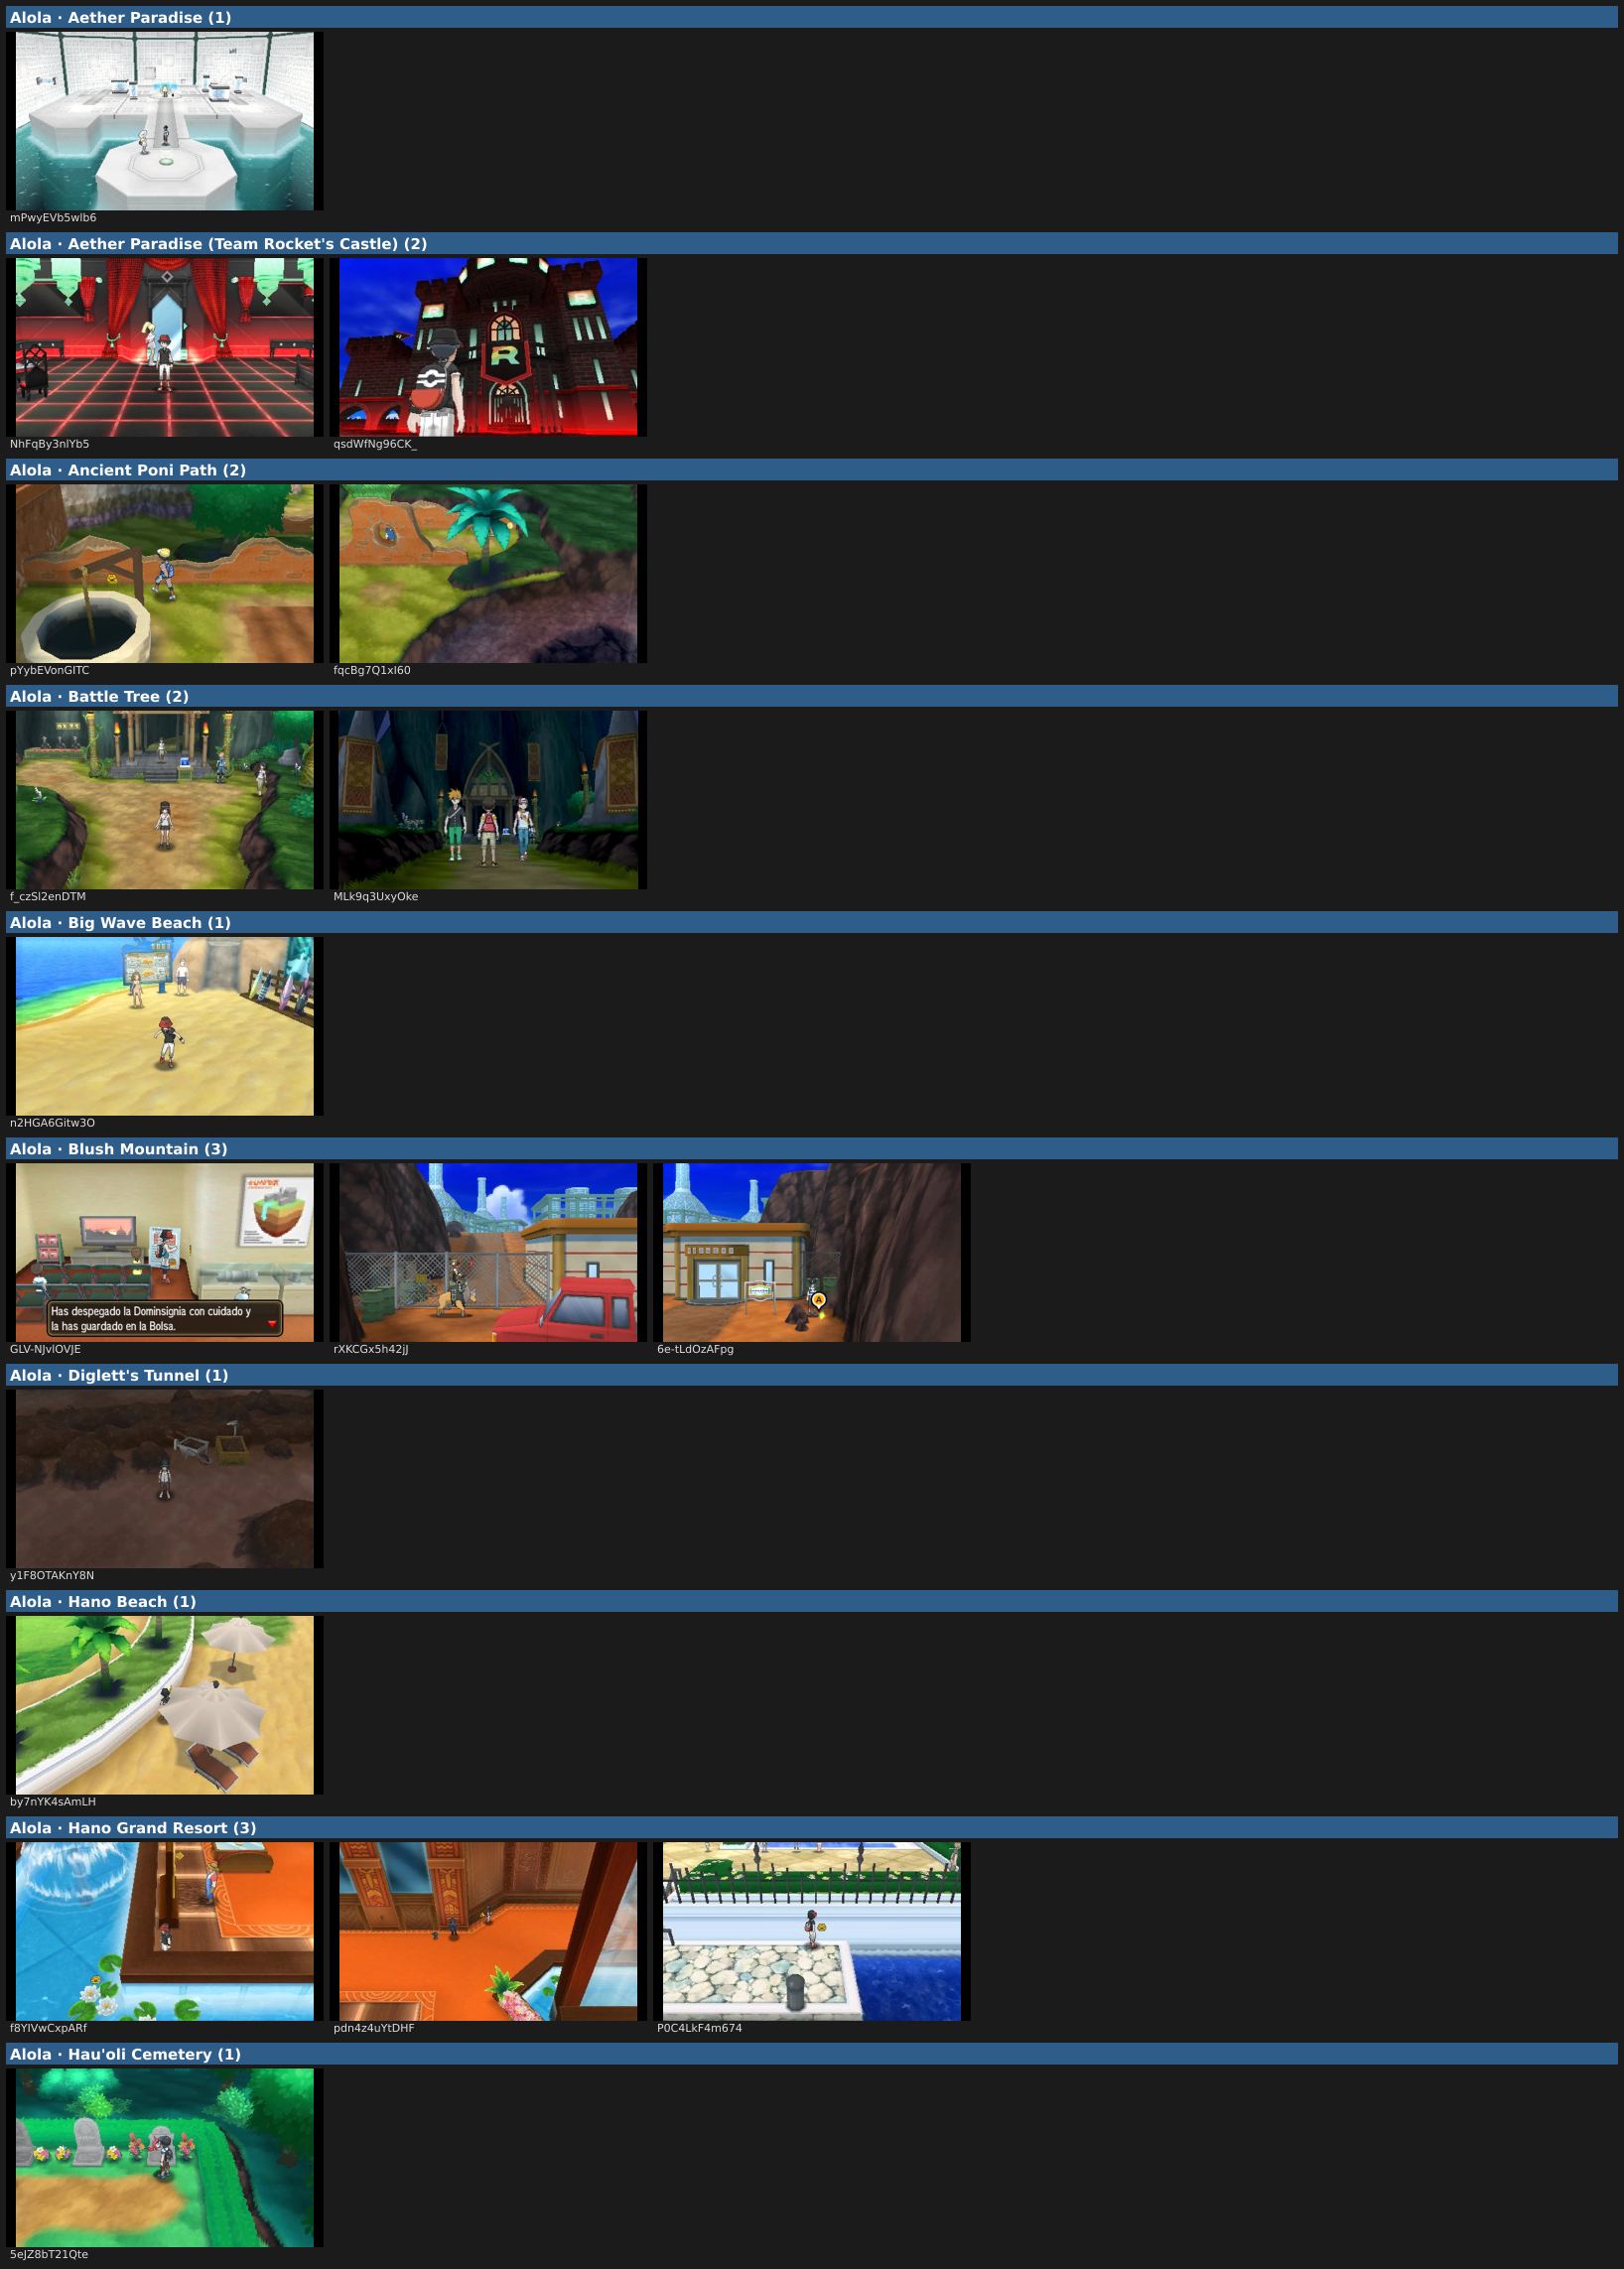 Alola · Aether Paradise (1)
mPwyEVb5wlb6
Alola · Aether Paradise (Team Rocket's Castle) (2)
R
NhFqBy3nlYb5
qsdWfNg96CK_
Alola · Ancient Poni Path (2)
pYybEVonGITC
fqcBg7Q1xI60
Alola · Battle Tree (2)
f_czSI2enDTM
MLk9q3UxyOke
Alola · Big Wave Beach (1)
n2HGA6Gitw3O
Alola · Blush Mountain (3)
Has despegado la Dominsignia con cuidado y
la has guardado en la Bolsa.
A
GLV-NJvlOVJE
rXKCGx5h42jJ
6e-tLdOzAFpg
Alola · Diglett's Tunnel (1)
y1F8OTAKnY8N
Alola · Hano Beach (1)
by7nYK4sAmLH
Alola · Hano Grand Resort (3)
f8YlVwCxpARf
pdn4z4uYtDHF
P0C4LkF4m674
Alola · Hau'oli Cemetery (1)
5eJZ8bT21Qte